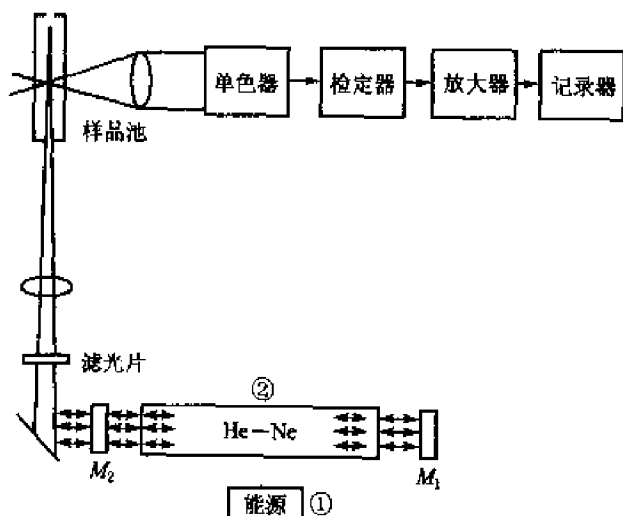 单色器
检定器
放大器
记录器
样品池
滤光片
②
He－Ne
M₂
M₁
能源 ①